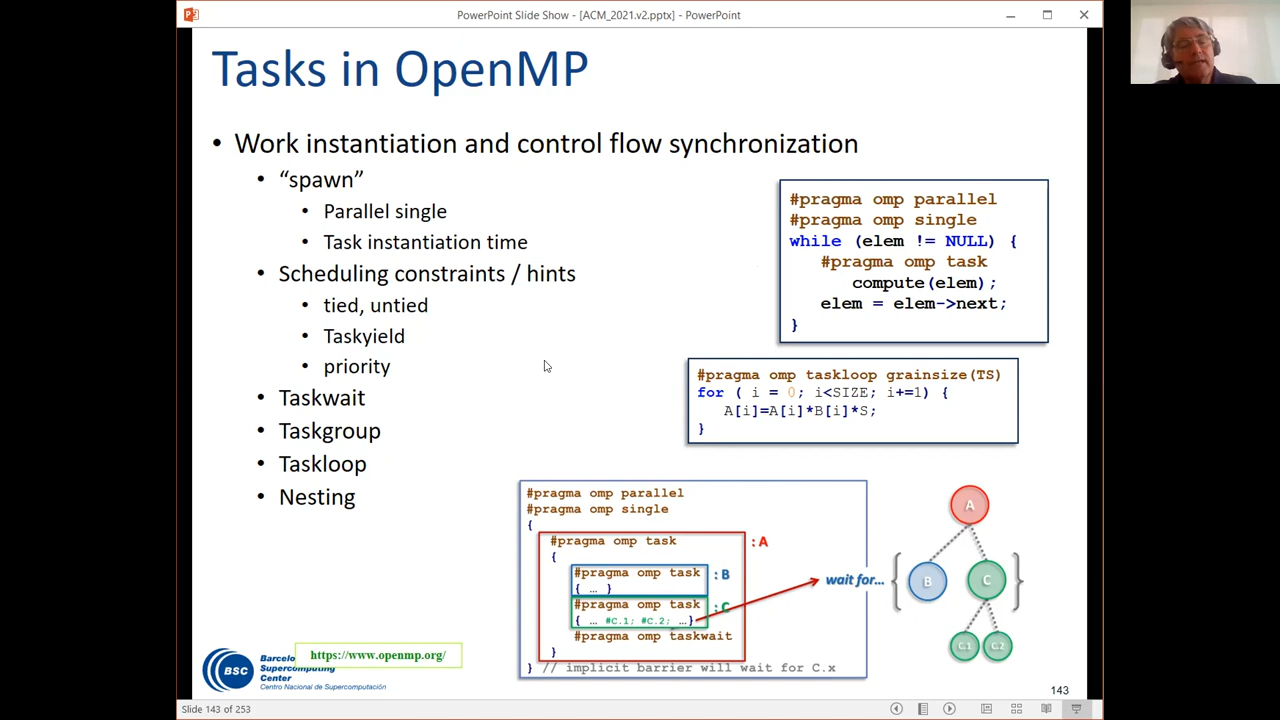 PowerPoint Slide Show - [ACM_2021.v2.pptx] - PowerPoint
Tasks in OpenMP
• Work instantiation and control flow synchronization
• “spawn”
• Parallel single
• Task instantiation time
• Scheduling constraints / hints
• tied, untied
• Taskyield
• priority
• Taskwait
• Taskgroup
• Taskloop
• Nesting
#pragma omp parallel
#pragma omp single
while (elem != NULL) {
#pragma omp task
compute(elem);
elem = elem->next;
}
#pragma omp taskloop grainsize(TS)
for ( i = 0; i<SIZE; i+=1) {
A[i]=A[i]*B[i]*S;
}
#pragma omp parallel
#pragma omp single
{
#pragma omp task
:A
{
#pragma omp task
:B
{ … }
#pragma omp task
:C
{ … #C.1; #C.2; …}
#pragma omp taskwait
}
} // implicit barrier will wait for C.x
wait for...
A
B
C
C.1
C.2
https://www.openmp.org/
BSC
Barcelo
Supercomputing
Center
Centro Nacional de Supercomputación
143
Slide 143 of 253